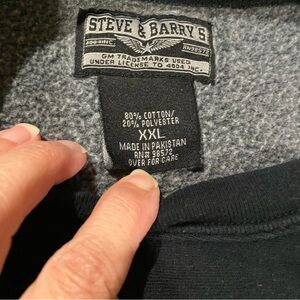 STEVE & BARRY'S
GM TRADEMARKS USED
UNDER LICENSE TO 4004 INC.
80% COTTON/
20% POLYESTER
XXL
MADE IN PAKISTAN
RN# 98572
OVER FOR CARE